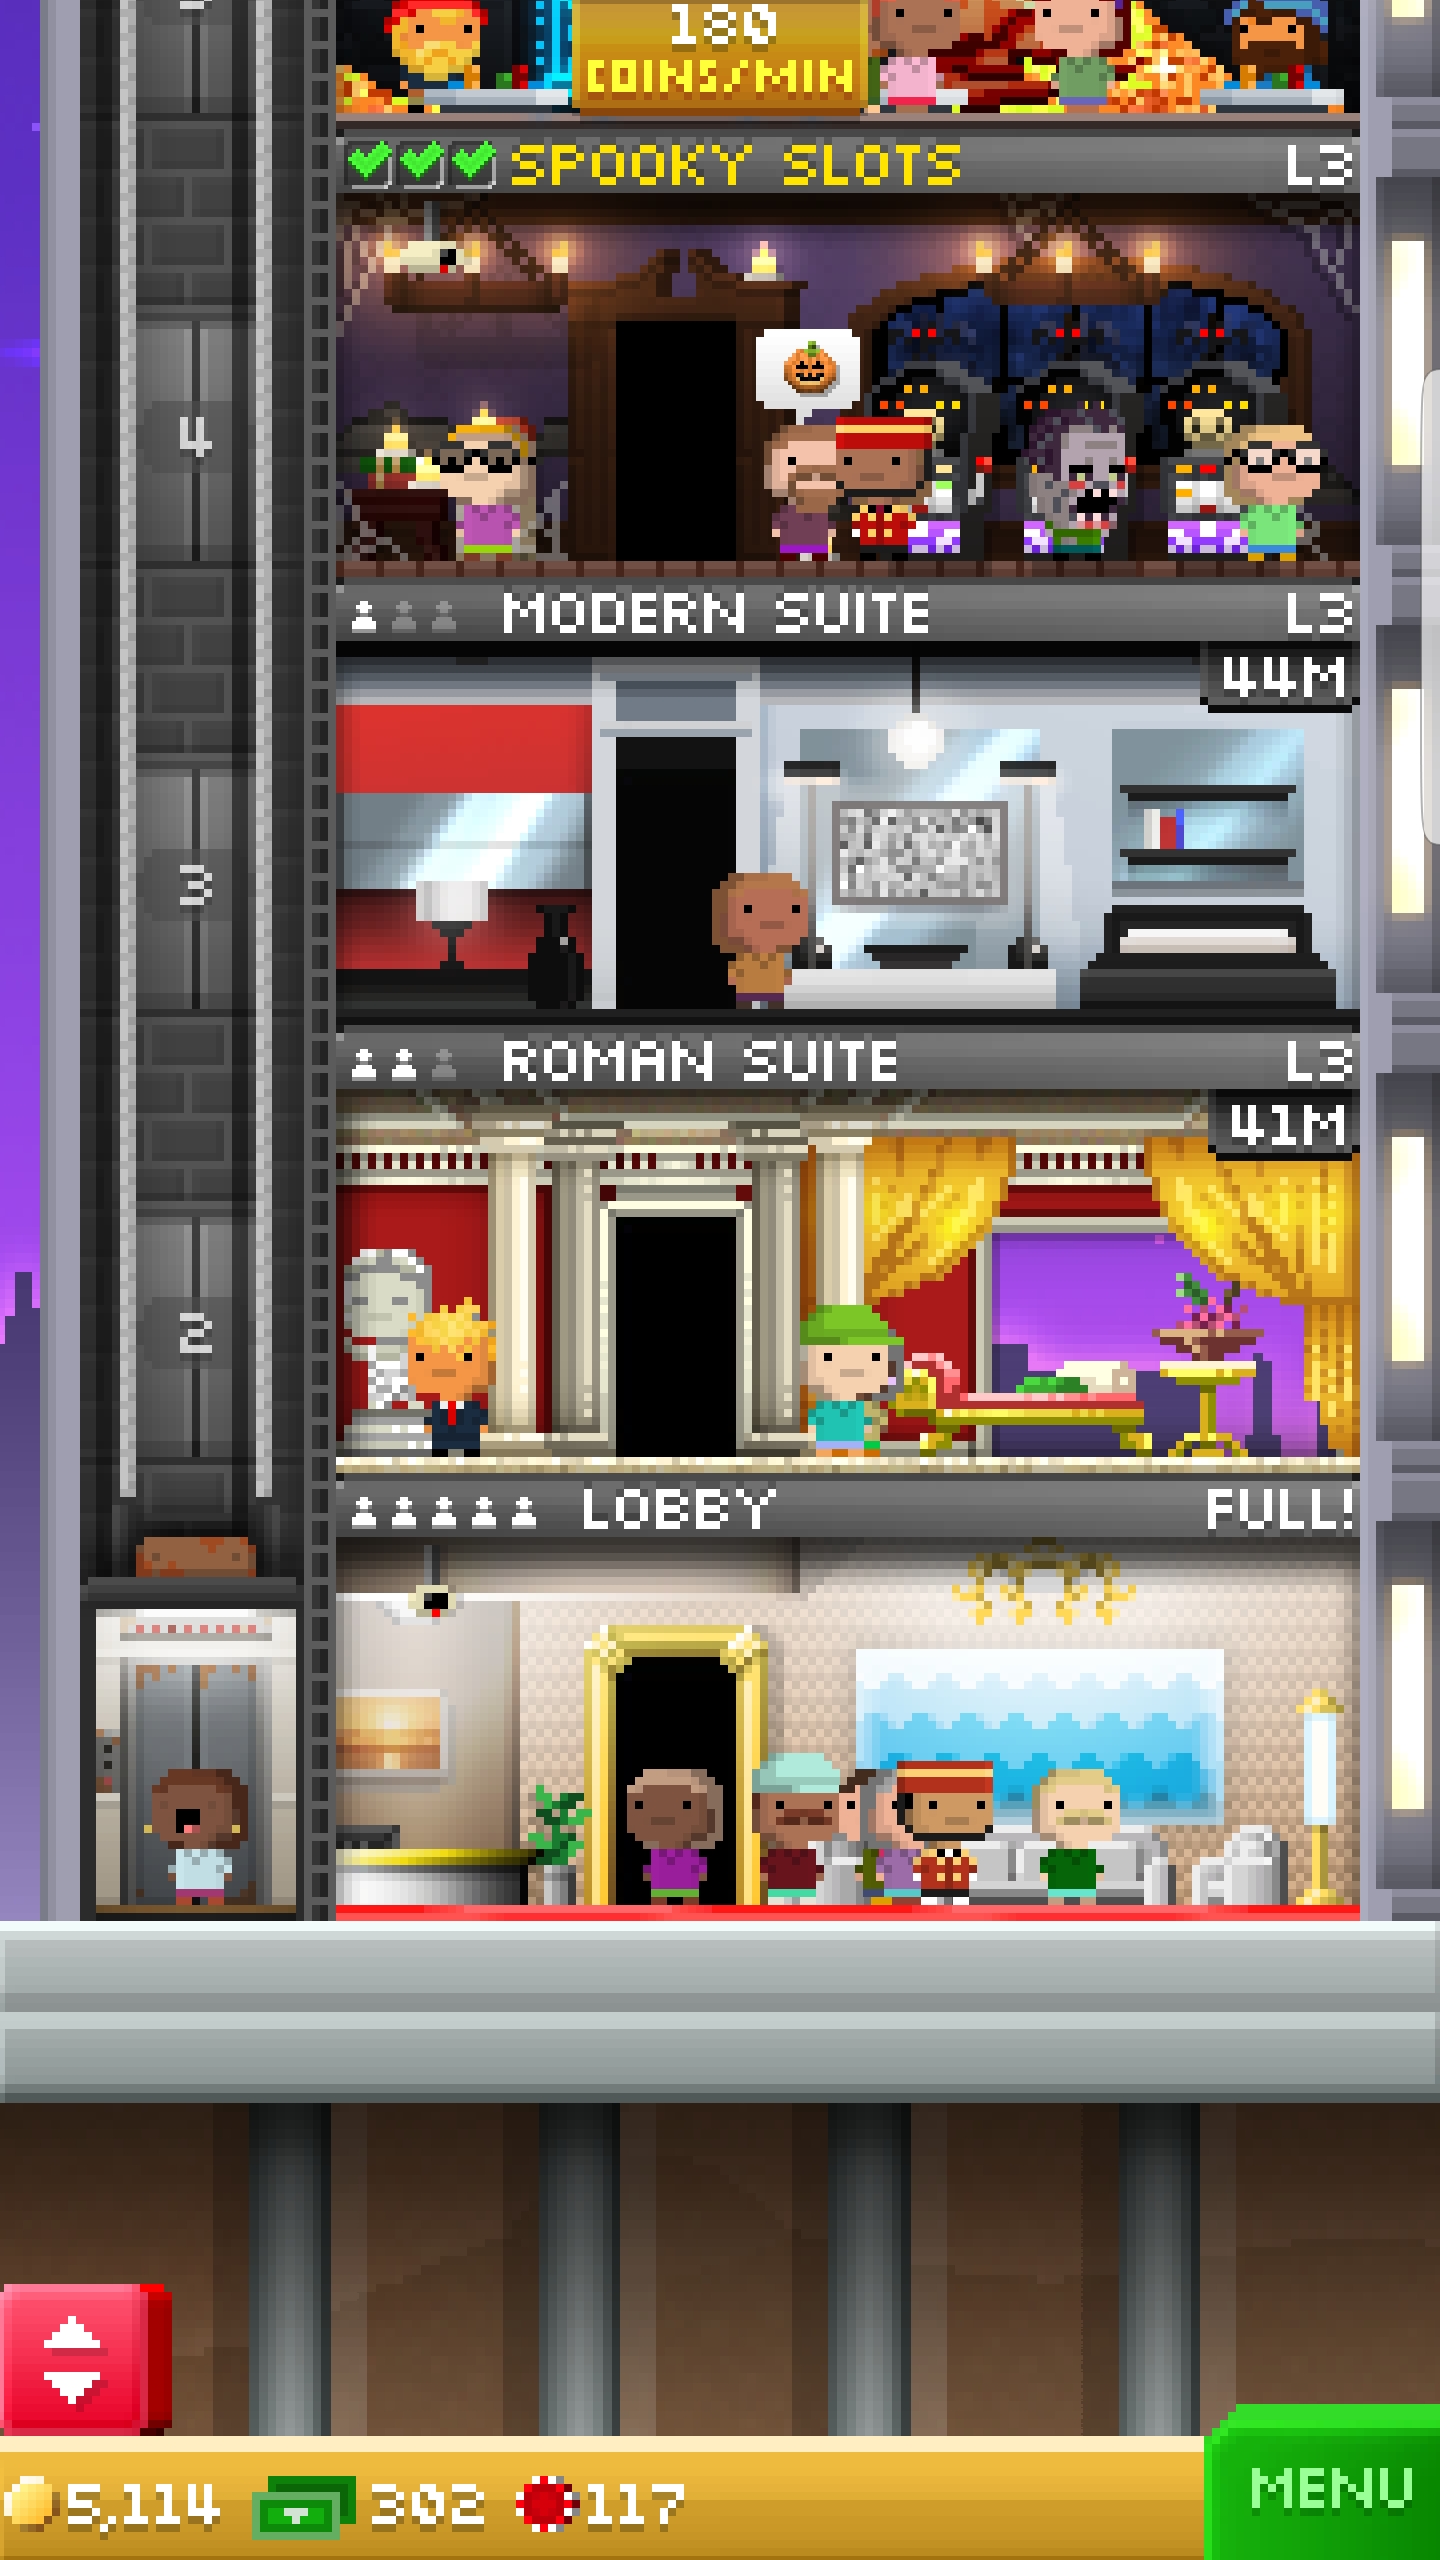 180
COINS/MIN
SPOOKY SLOTS L3
4
MODERN SUITE L3
44M
3
ROMAN SUITE L3
41M
2
LOBBY FULL!
5,114 302 117
MENU